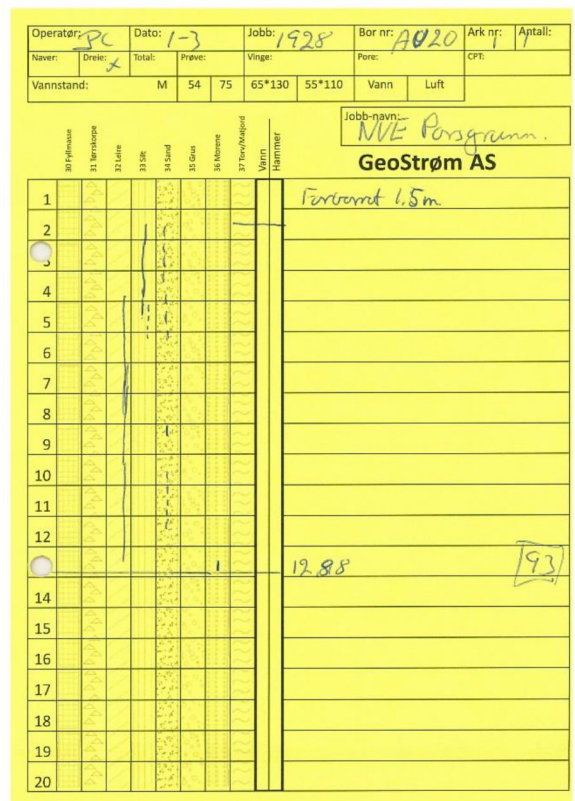 Operatør: PC Dato: 1-3 Jobb: 1928 Bor nr: AV20 Ark nr: 1 Antall: 1
Naver: Dreie: x Total: Prøve: Vinge: Pore: CPT:
Vannstand: M 54 75 65*130 55*110 Vann Luft
Jobb-navn:
NVE Porsgrunn.
GeoStrøm AS
30 Fyllmasse 31 Tørrskorpe 32 Leire 33 Silt 34 Sand 35 Grus 36 Morene 37 Torv/Matjord Vann Hammer
1 Forboret 1.5m
2
3
4
5
6
7
8
9
10
11
12
12.88 93
14
15
16
17
18
19
20